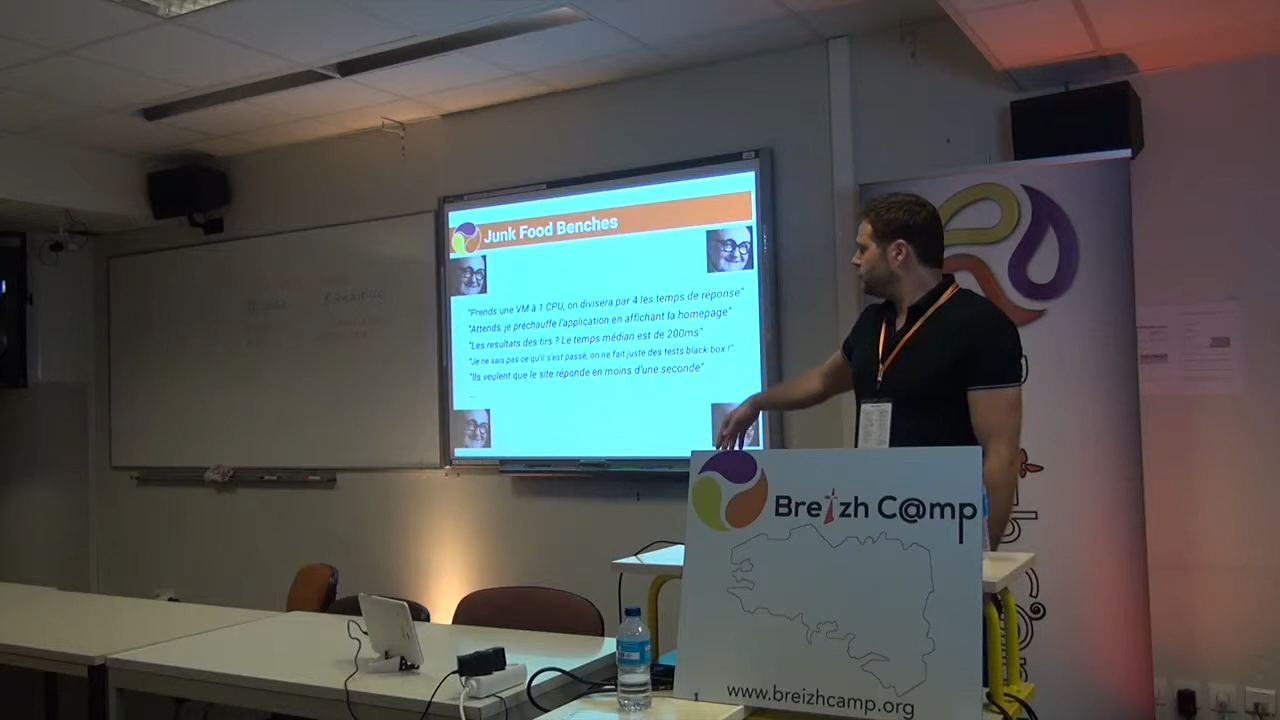 Junk Food Benches
"Prends une VM à 1 CPU, on divisera par 4 les temps de réponse"
"Attends, je préchauffe l'application en affichant la homepage"
"Les resultats des tirs ? Le temps médian est de 200ms"
"Je ne sais pas ce qu'il s'est passé, on ne fait juste des tests black-box !"
"Ils veulent que le site réponde en moins d'une seconde"
Breizh C@mp
www.breizhcamp.org